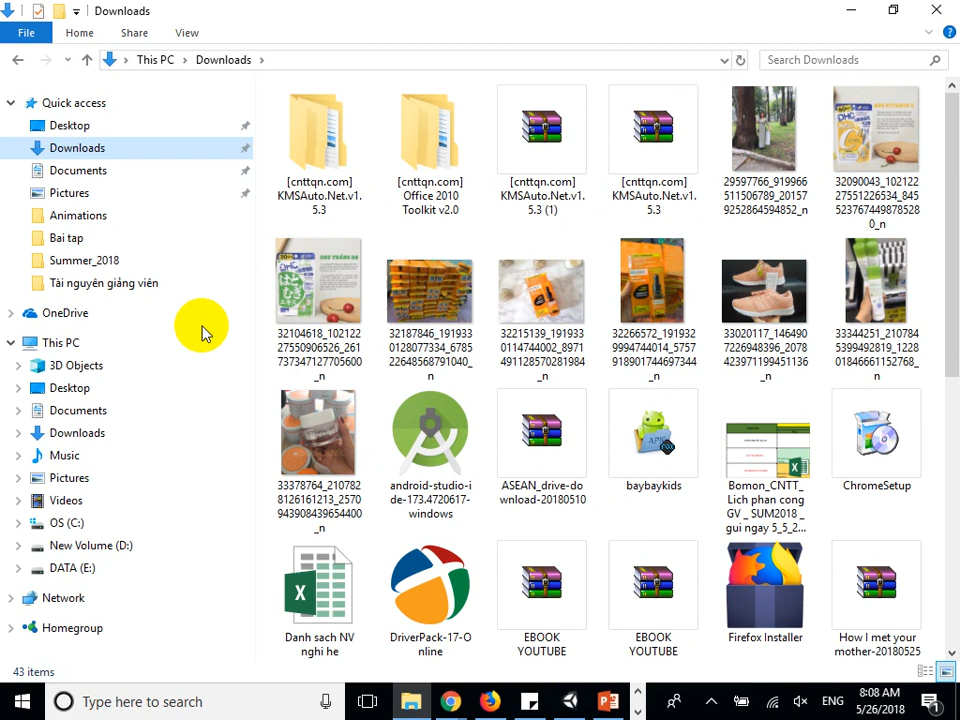 Downloads
File
Home
Share
View
This PC
Downloads
Search Downloads
Quick access
Desktop
Downloads
Documents
Pictures
Animations
Bai tap
Summer_2018
Tài nguyên giảng viên
OneDrive
This PC
3D Objects
Desktop
Documents
Downloads
Music
Pictures
Videos
OS (C:)
New Volume (D:)
DATA (E:)
Network
Homegroup
[cnttqn.com]
KMSAuto.Net.v1.
5.3
[cnttqn.com]
Office 2010
Toolkit v2.0
[cnttqn.com]
KMSAuto.Net.v1.
5.3 (1)
[cnttqn.com]
KMSAuto.Net.v1.
5.3
29597766_919966
511506789_20157
9252864594852_n
32090043_102122
27551226534_845
523767449878528
0_n
32104618_102122
27550906526_261
737347127705600
_n
32187846_191933
0128077334_6785
22648568791040_
n
32215139_191933
0114744002_8971
491128570281984
_n
32266572_191932
9994744014_5757
918901744697344
_n
33020117_146490
7226948396_2078
423971199451136
_n
33344251_210784
5399492819_1228
01846661152768_
n
33378764_210782
8126161213_2570
943908439654400
_n
android-studio-i
de-173.4720617-
windows
ASEAN_drive-do
wnload-20180510
baybaykids
Bomon_CNTT_
Lich phan cong
GV _ SUM2018 _
gui ngay 5_5_2...
ChromeSetup
Danh sach NV
nghi he
DriverPack-17-O
nline
EBOOK
YOUTUBE
EBOOK
YOUTUBE
Firefox Installer
How I met your
mother-20180525
43 items
Type here to search
ENG
8:08 AM
5/26/2018
1